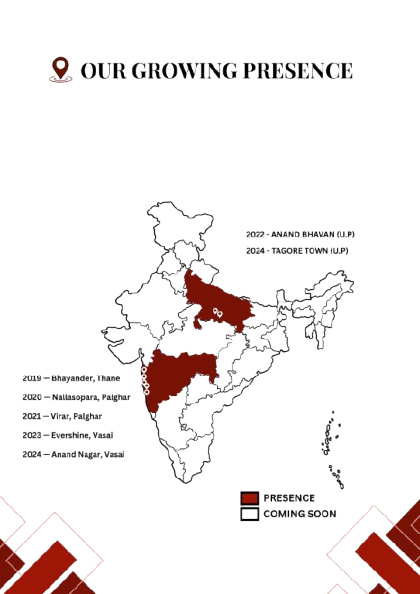 OUR GROWING PRESENCE
2022 - ANAND BHAVAN (U.P)
2024 - TAGORE TOWN (U.P)
2019 — Bhayander, Thane
2020 — Nallasopara, Palghar
2021 — Virar, Palghar
2023 — Evershine, Vasai
2024 — Anand Nagar, Vasai
PRESENCE
COMING SOON